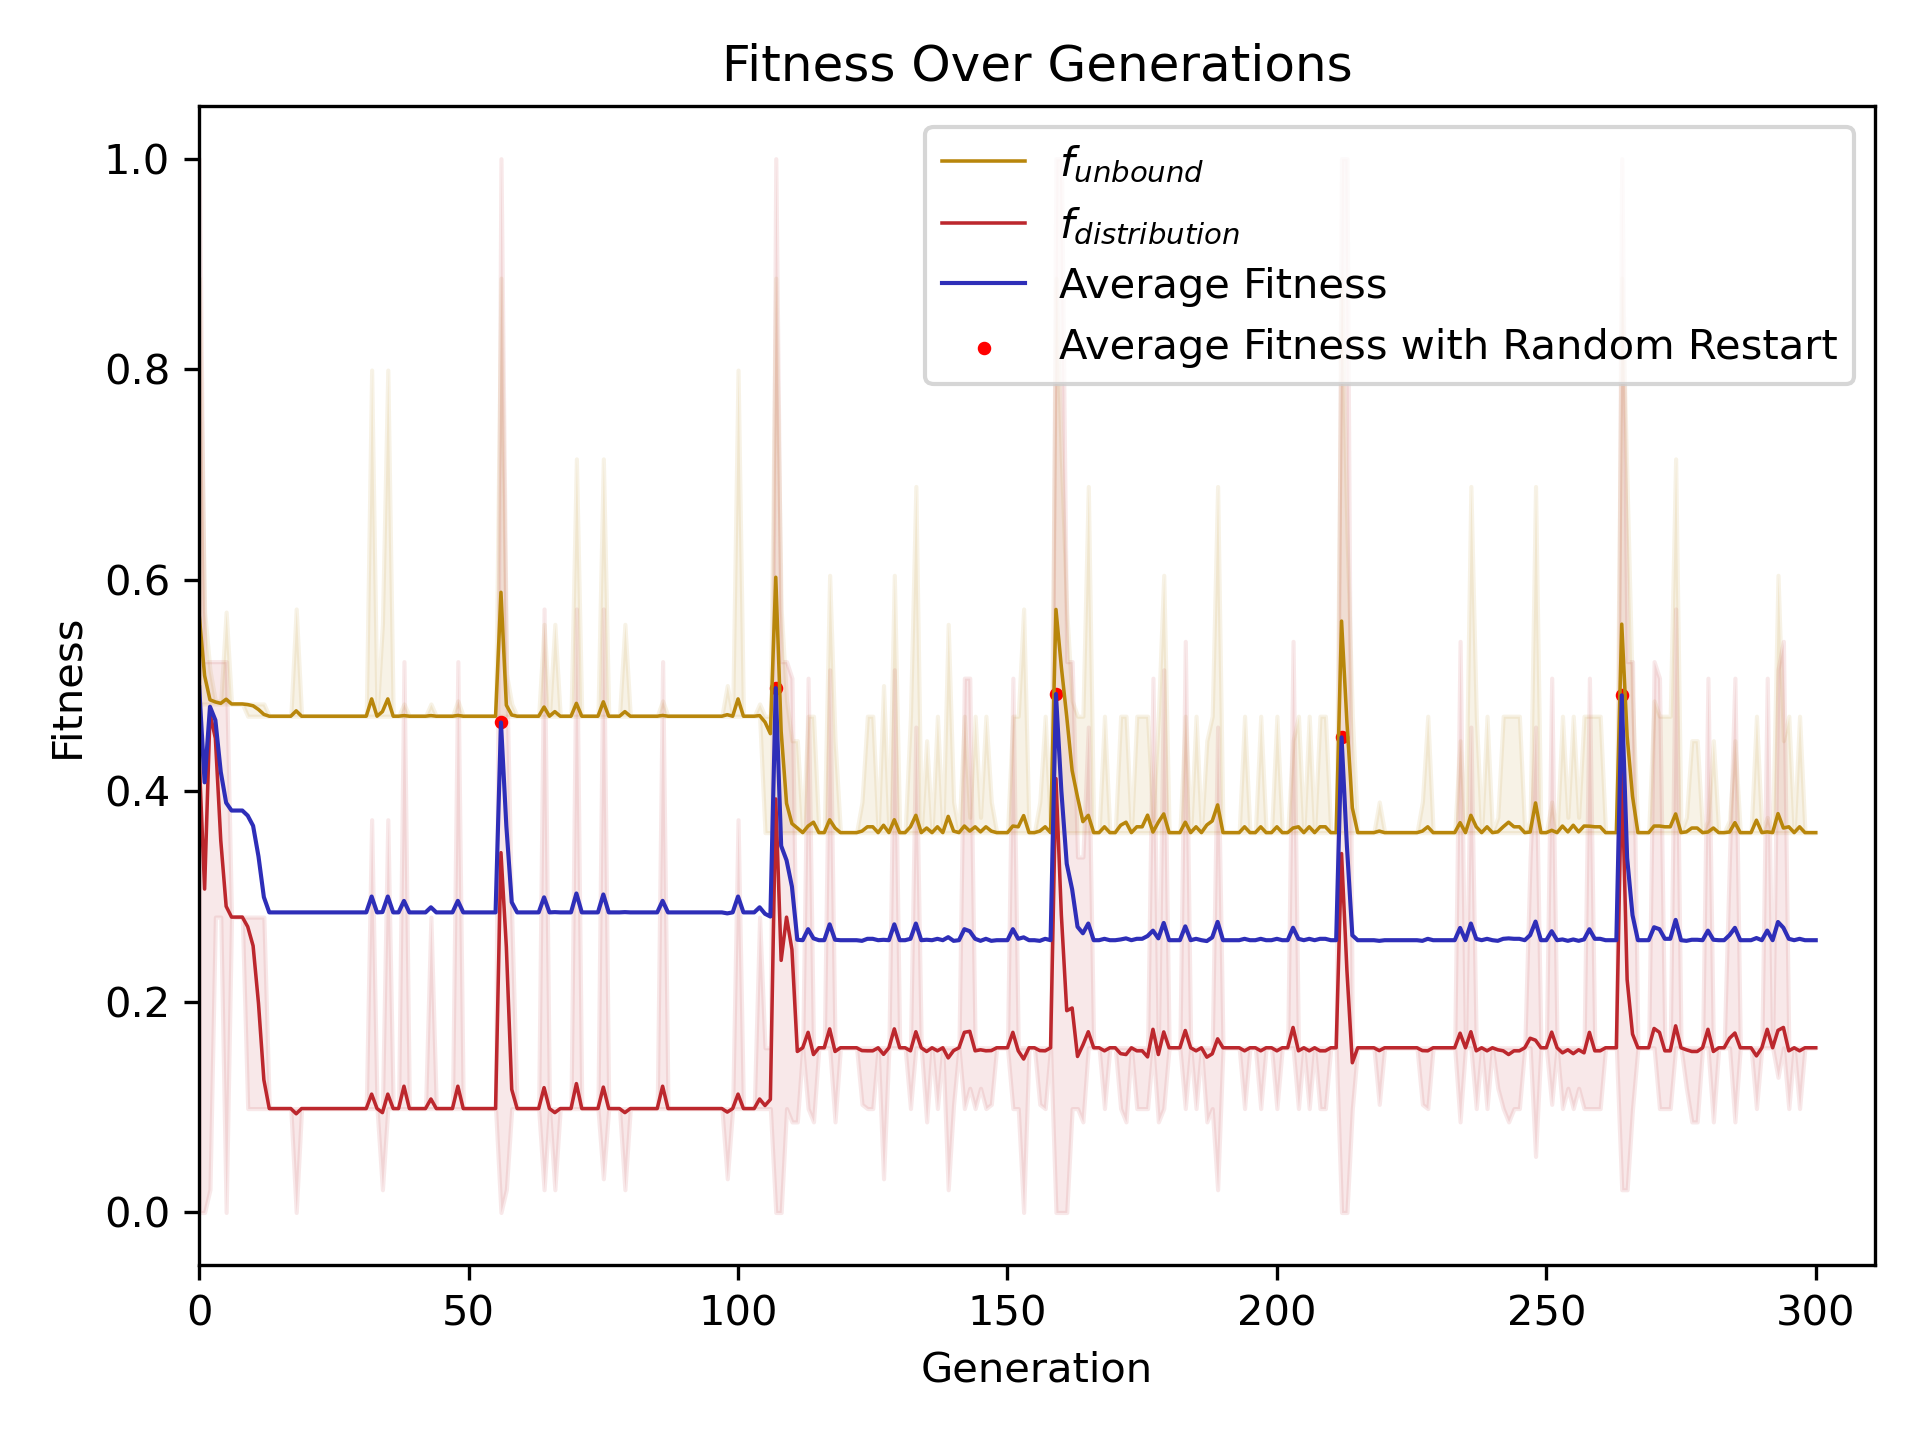 Fitness Over Generations
f_unbound
f_distribution
Average Fitness
Average Fitness with Random Restart
Fitness
1.0
0.8
0.6
0.4
0.2
0.0
0 50 100 150 200 250 300
Generation